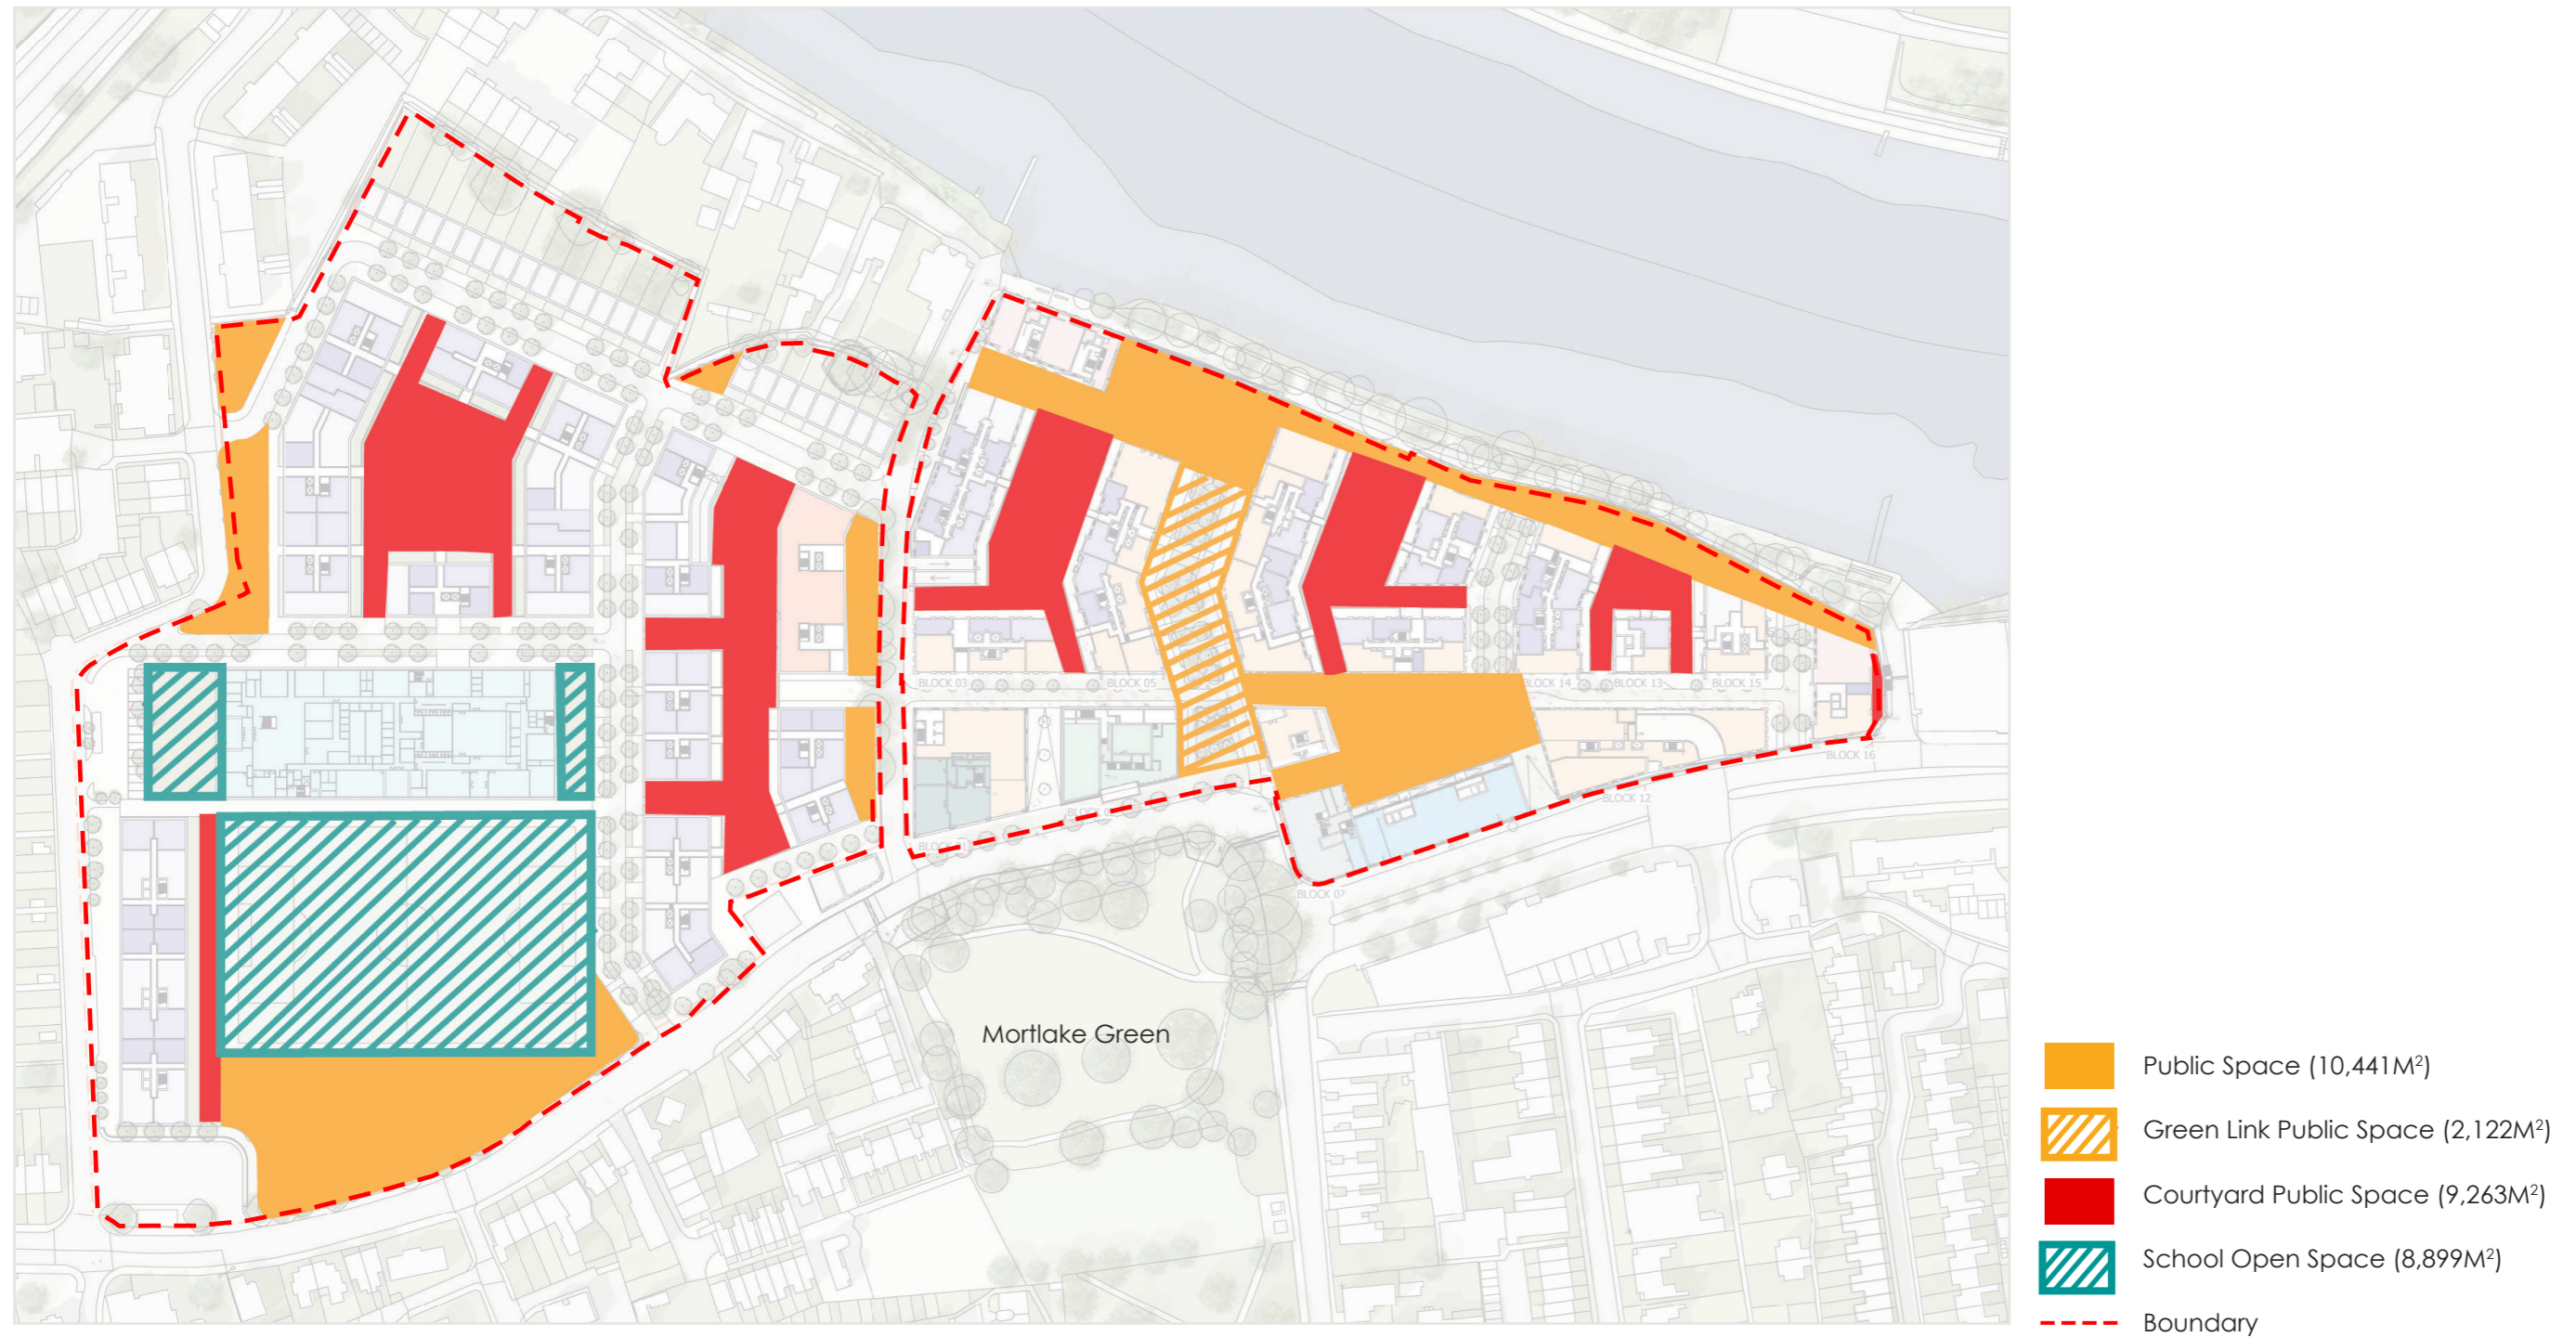 BLOCK 03
BLOCK 05
BLOCK 14
BLOCK 13
BLOCK 15
BLOCK 16
BLOCK 12
BLOCK 07
Mortlake Green
Public Space (10,441M²)
Green Link Public Space (2,122M²)
Courtyard Public Space (9,263M²)
School Open Space (8,899M²)
Boundary